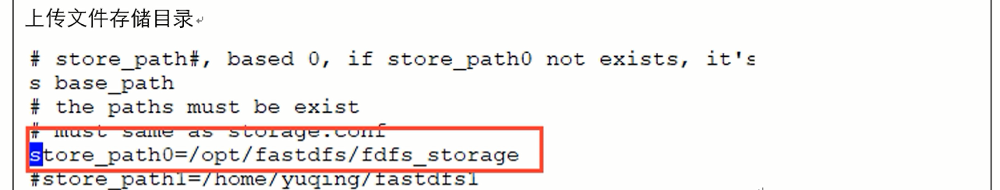 上传文件存储目录
# store_path#, based 0, if store_path0 not exists, it's
s base_path
# the paths must be exist
# must same as storage.conf
store_path0=/opt/fastdfs/fdfs_storage
#store_path1=/home/yuqing/fastdfs1